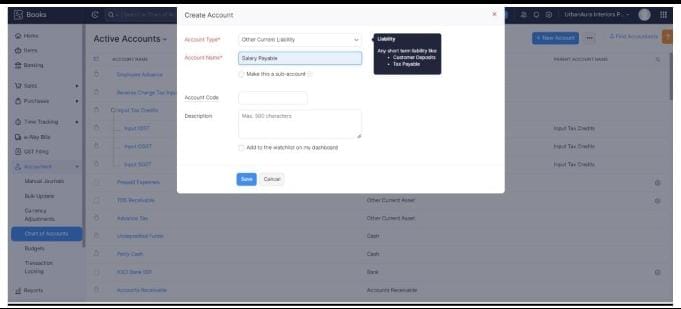 Books
Create Account
UrbanAura Interiors P...
Home
Items
Banking
Sales
Purchases
Time Tracking
e-Way Bills
GST Filing
Accountant
Manual Journals
Bulk Update
Currency
Adjustments
Chart of Accounts
Budgets
Transaction
Locking
Reports
Active Accounts
+ New Account
Find Accountants
?
ACCOUNT NAME
PARENT ACCOUNT NAME
Employee Advance
Reverse Charge Tax Input
Input Tax Credits
Input IGST
Input Tax Credits
Input CGST
Input Tax Credits
Input SGST
Input Tax Credits
Prepaid Expenses
TDS Receivable
Other Current Asset
Advance Tax
Other Current Asset
Undeposited Funds
Cash
Petty Cash
Cash
ICICI Bank
Bank
Accounts Receivable
Accounts Receivable
Account Type*
Other Current Liability
Account Name*
Salary Payable
Make this a sub-account
Account Code
Description
Max. 500 characters
Add to the watchlist on my dashboard
Save
Cancel
Liability
Any short term liability like:
• Customer Deposits
• Tax Payable